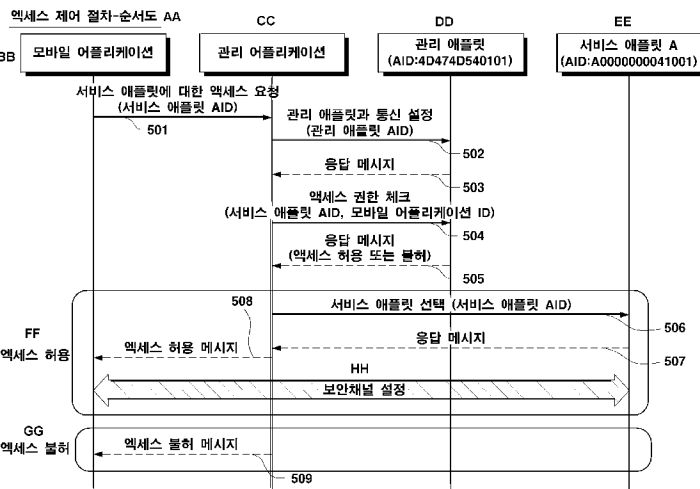 엑세스 제어 절차-순서도 AA
BB
모바일 어플리케이션
CC
관리 어플리케이션
DD
관리 애플릿
(AID:4D474D540101)
EE
서비스 애플릿 A
(AID:A0000000041001)
서비스 애플릿에 대한 액세스 요청
(서비스 애플릿 AID)
501
관리 애플릿과 통신 설정
(관리 애플릿 AID)
502
응답 메시지
503
액세스 권한 체크
(서비스 애플릿 AID, 모바일 어플리케이션 ID)
504
응답 메시지
(액세스 허용 또는 불허)
505
FF
엑세스 허용
서비스 애플릿 선택 (서비스 애플릿 AID)
506
508
응답 메시지
507
엑세스 허용 메시지
HH
보안채널 설정
GG
엑세스 불허
엑세스 불허 메시지
509